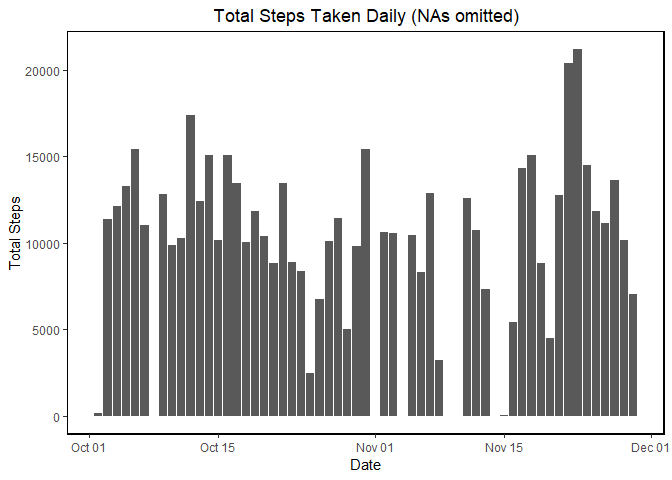 Total Steps Taken Daily (NAs omitted)
20000
15000
10000
5000
0
Total Steps
Oct 01 Oct 15 Nov 01 Nov 15 Dec 01
Date